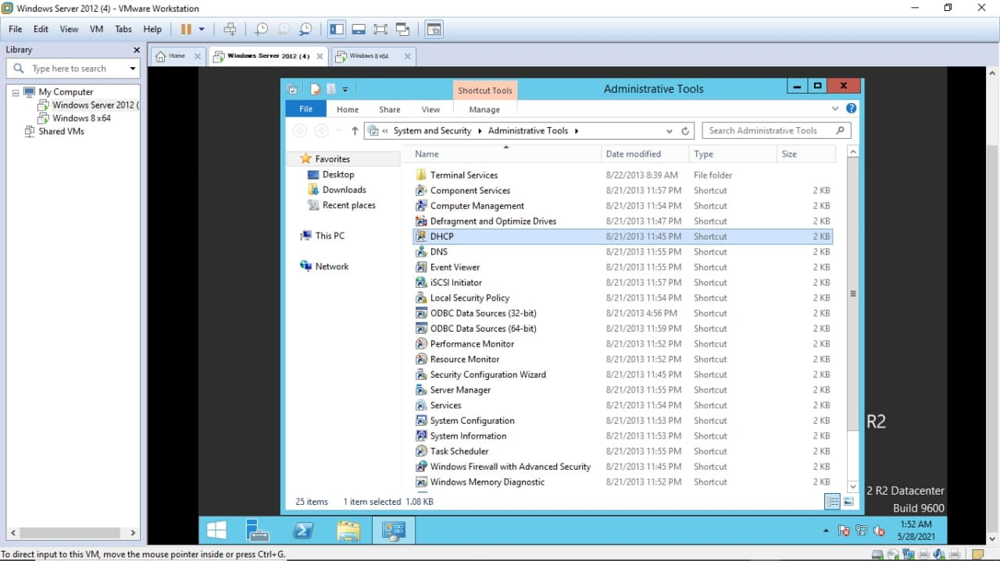 Windows Server 2012 (4) - VMware Workstation
File Edit View VM Tabs Help
Library
Home
Windows Server 2012 (4)
Windows 8 x64
Type here to search
My Computer
Windows Server 2012 (
Windows 8 x64
Shared VMs
Shortcut Tools
Administrative Tools
File Home Share View Manage
« System and Security Administrative Tools
Search Administrative Tools
Favorites
Desktop
Downloads
Recent places
This PC
Network
Name Date modified Type Size
Terminal Services 8/22/2013 8:39 AM File folder
Component Services 8/21/2013 11:57 PM Shortcut 2 KB
Computer Management 8/21/2013 11:54 PM Shortcut 2 KB
Defragment and Optimize Drives 8/21/2013 11:47 PM Shortcut 2 KB
DHCP 8/21/2013 11:45 PM Shortcut 2 KB
DNS 8/21/2013 11:55 PM Shortcut 2 KB
Event Viewer 8/21/2013 11:55 PM Shortcut 2 KB
iSCSI Initiator 8/21/2013 11:57 PM Shortcut 2 KB
Local Security Policy 8/21/2013 11:54 PM Shortcut 2 KB
ODBC Data Sources (32-bit) 8/21/2013 4:56 PM Shortcut 2 KB
ODBC Data Sources (64-bit) 8/21/2013 11:59 PM Shortcut 2 KB
Performance Monitor 8/21/2013 11:52 PM Shortcut 2 KB
Resource Monitor 8/21/2013 11:52 PM Shortcut 2 KB
Security Configuration Wizard 8/21/2013 11:45 PM Shortcut 2 KB
Server Manager 8/21/2013 11:55 PM Shortcut 2 KB
Services 8/21/2013 11:54 PM Shortcut 2 KB
System Configuration 8/21/2013 11:53 PM Shortcut 2 KB
System Information 8/21/2013 11:53 PM Shortcut 2 KB
Task Scheduler 8/21/2013 11:55 PM Shortcut 2 KB
Windows Firewall with Advanced Security 8/21/2013 11:45 PM Shortcut 2 KB
Windows Memory Diagnostic 8/21/2013 11:52 PM Shortcut 2 KB
25 items 1 item selected 1.08 KB
R2
2 R2 Datacenter
Build 9600
1:52 AM
5/28/2021
To direct input to this VM, move the mouse pointer inside or press Ctrl+G.